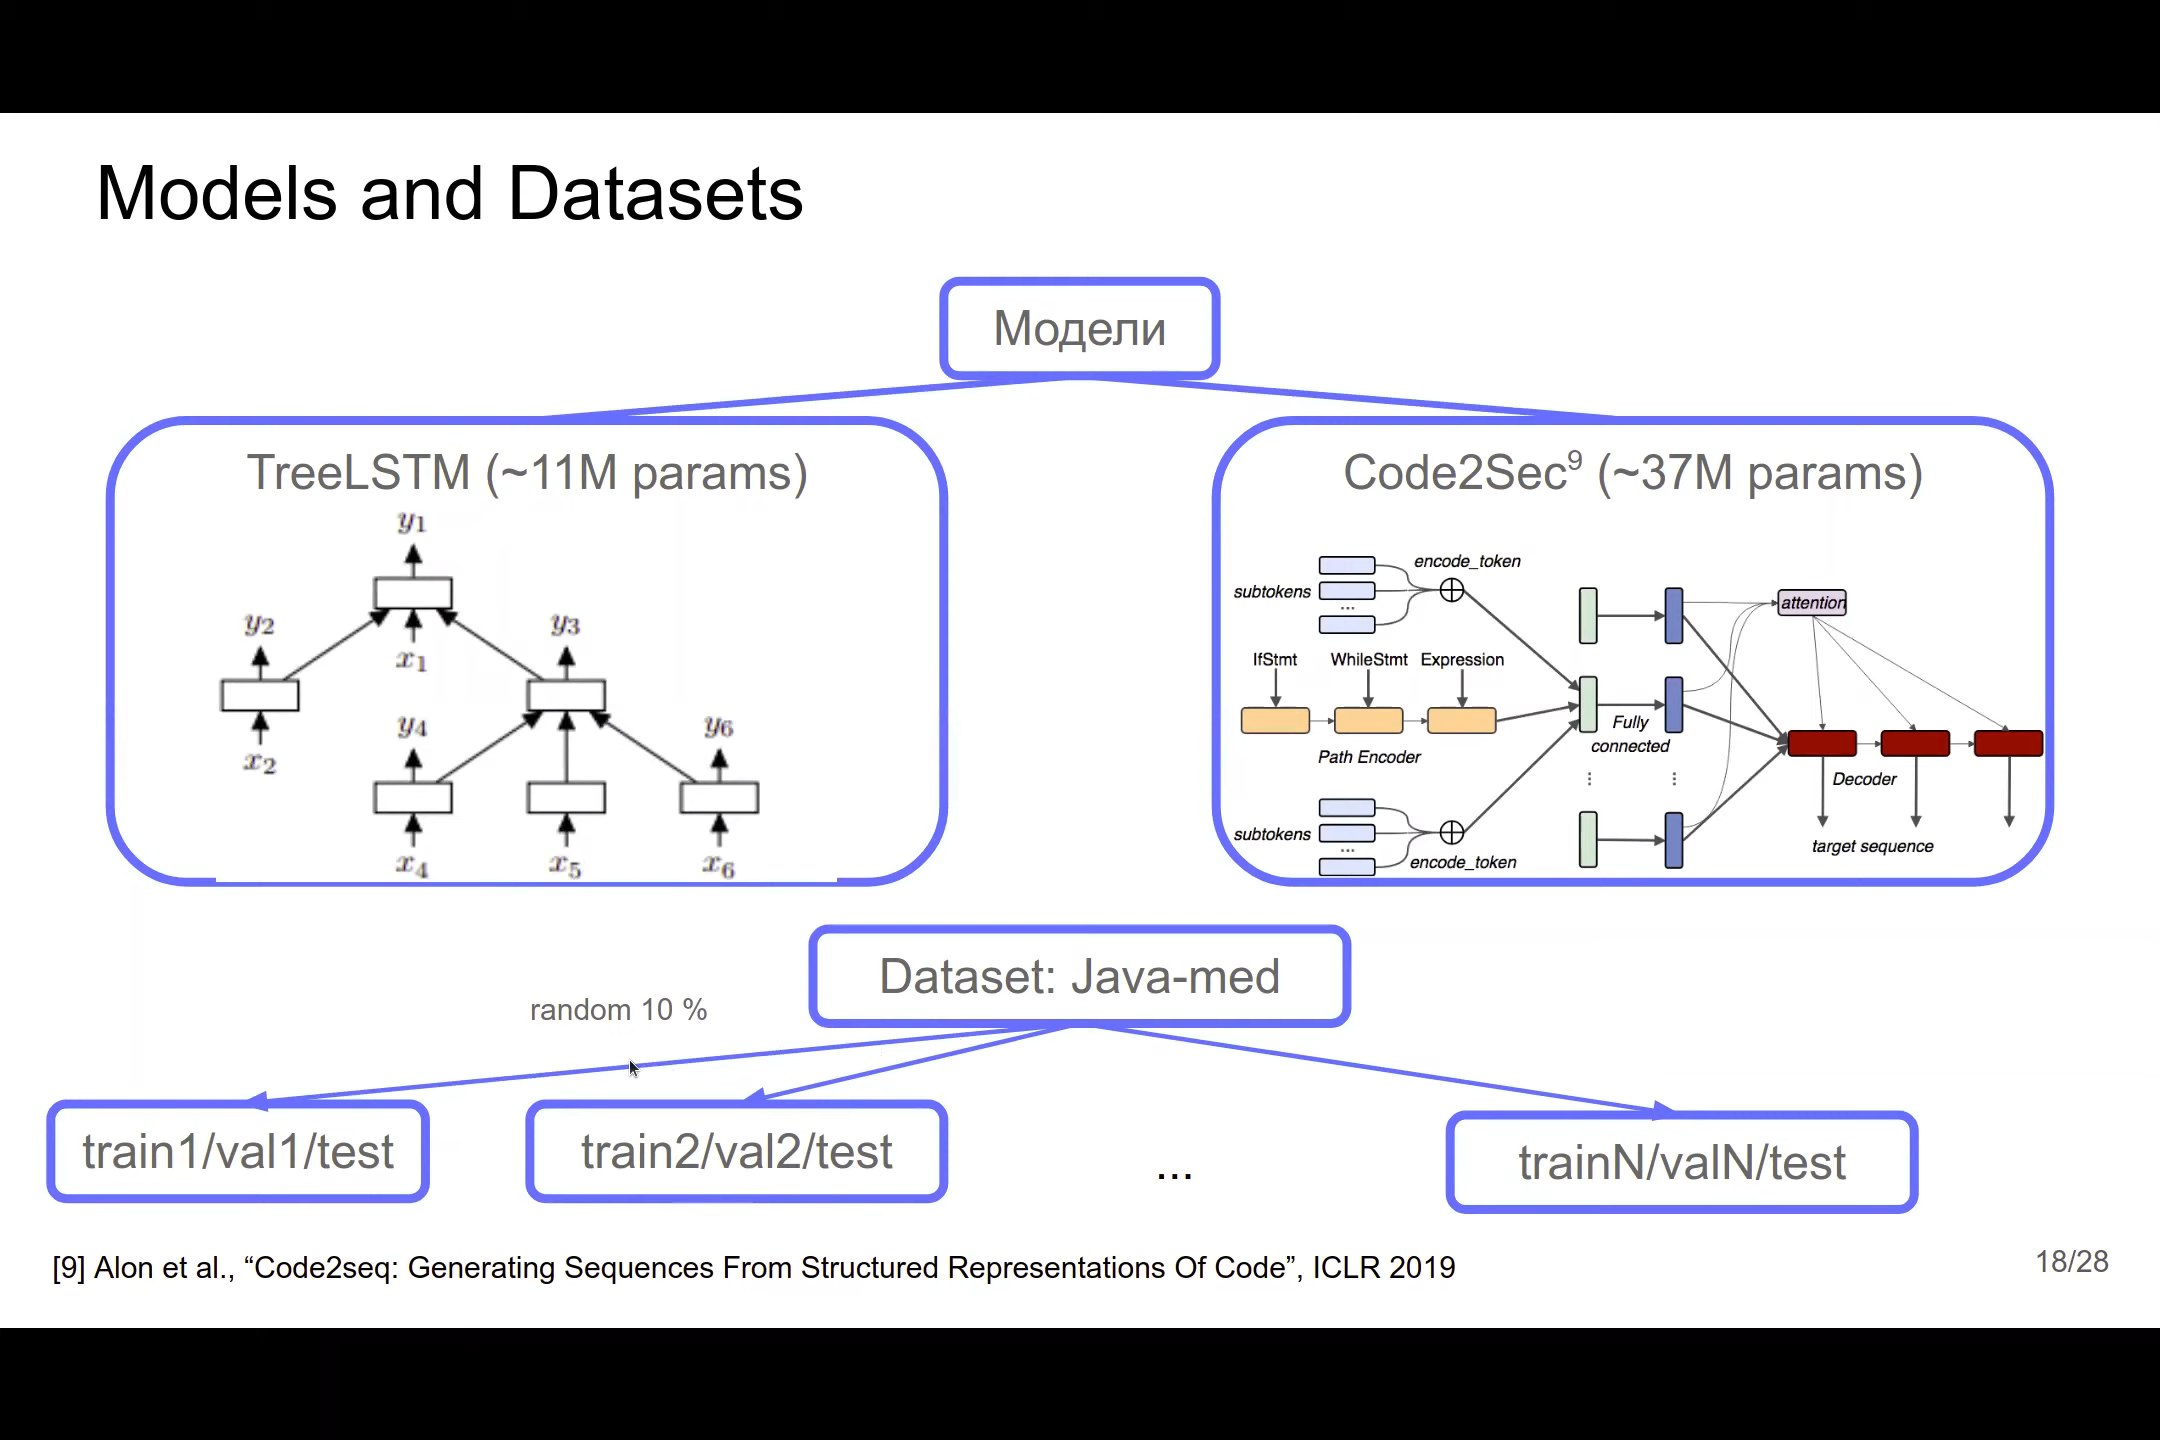 Models and Datasets
Модели
TreeLSTM (~11M params)
y1
y2
y3
x1
y4
y6
x2
x4
x5
x6
Code2Sec9 (~37M params)
encode_token
subtokens
...
attention
IfStmt
WhileStmt
Expression
Fully
connected
Path Encoder
Decoder
subtokens
...
encode_token
target sequence
Dataset: Java-med
random 10 %
train1/val1/test
train2/val2/test
...
trainN/valN/test
[9] Alon et al., “Code2seq: Generating Sequences From Structured Representations Of Code”, ICLR 2019
18/28